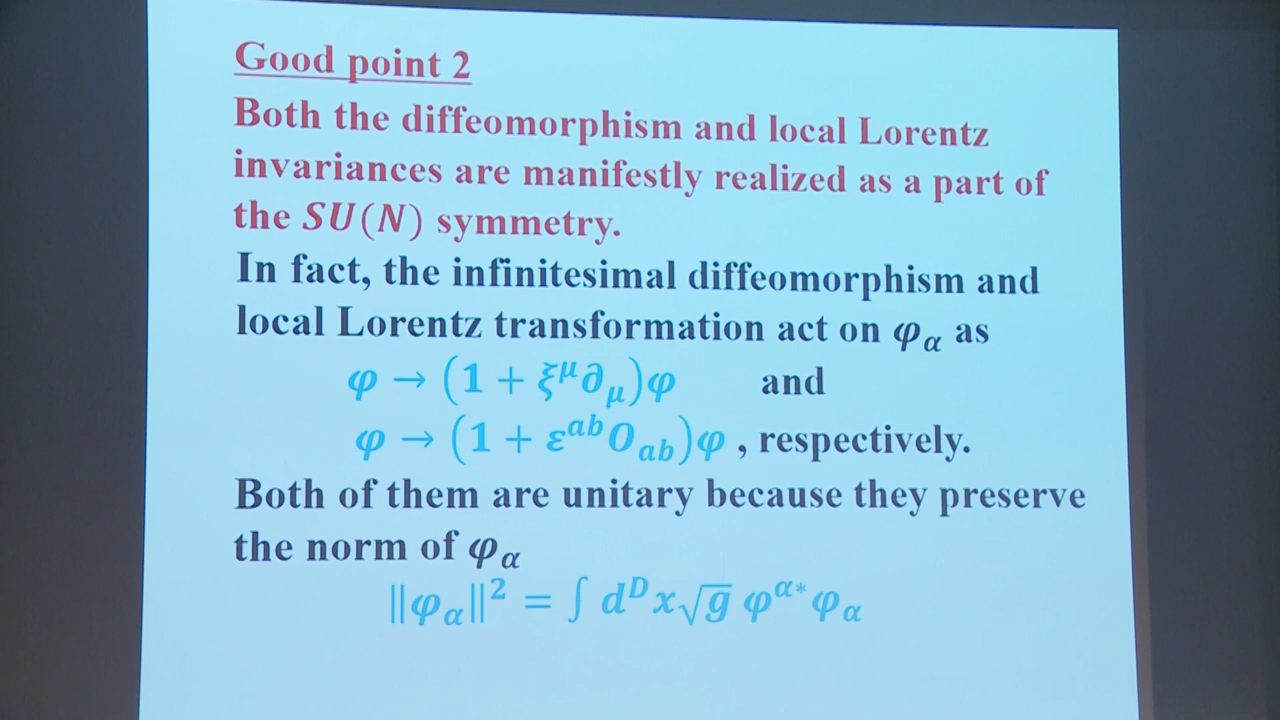 Good point 2
Both the diffeomorphism and local Lorentz
invariances are manifestly realized as a part of
the SU(N) symmetry.
In fact, the infinitesimal diffeomorphism and
local Lorentz transformation act on φ_α as
φ → (1 + ξ^μ ∂_μ)φ and
φ → (1 + ε^{ab} O_{ab})φ , respectively.
Both of them are unitary because they preserve
the norm of φ_α
||φ_α||² = ∫ d^D x √g φ^{α*} φ_α